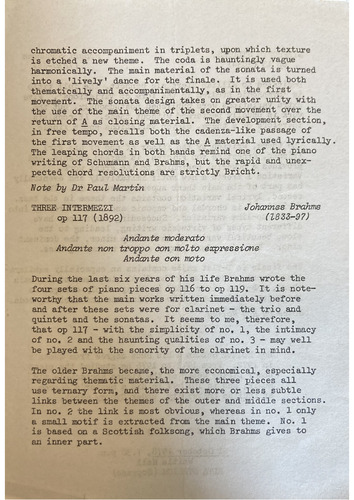 chromatic accompaniment in triplets, upon which texture
is etched a new theme. The coda is hauntingly vague
harmonically. The main material of the sonata is turned
into a 'lively' dance for the finale. It is used both
thematically and accompanimentally, as in the first
movement. The sonata design takes on greater unity with
the use of the main theme of the second movement over the
return of A as closing material. The development section,
in free tempo, recalls both the cadenza-like passage of
the first movement as well as the A material used lyrically.
The leaping chords in both hands remind one of the piano
writing of Schumann and Brahms, but the rapid and unex-
pected chord resolutions are strictly Bricht.
Note by Dr Paul Martin
THREE INTERMEZZI Johannes Brahms
op 117 (1892) (1833-97)
Andante moderato
Andante non troppo con molto espressione
Andante con moto
During the last six years of his life Brahms wrote the
four sets of piano pieces op 116 to op 119. It is note-
worthy that the main works written immediately before
and after these sets were for clarinet - the trio and
quintet and the sonatas. It seems to me, therefore,
that op 117 - with the simplicity of no. 1, the intimacy
of no. 2 and the haunting qualities of no. 3 - may well
be played with the sonority of the clarinet in mind.
The older Brahms became, the more economical, especially
regarding thematic material. These three pieces all
use ternary form, and there exist more or less subtle
links between the themes of the outer and middle sections.
In no. 2 the link is most obvious, whereas in no. 1 only
a small motif is extracted from the main theme. No. 1
is based on a Scottish folksong, which Brahms gives to
an inner part.